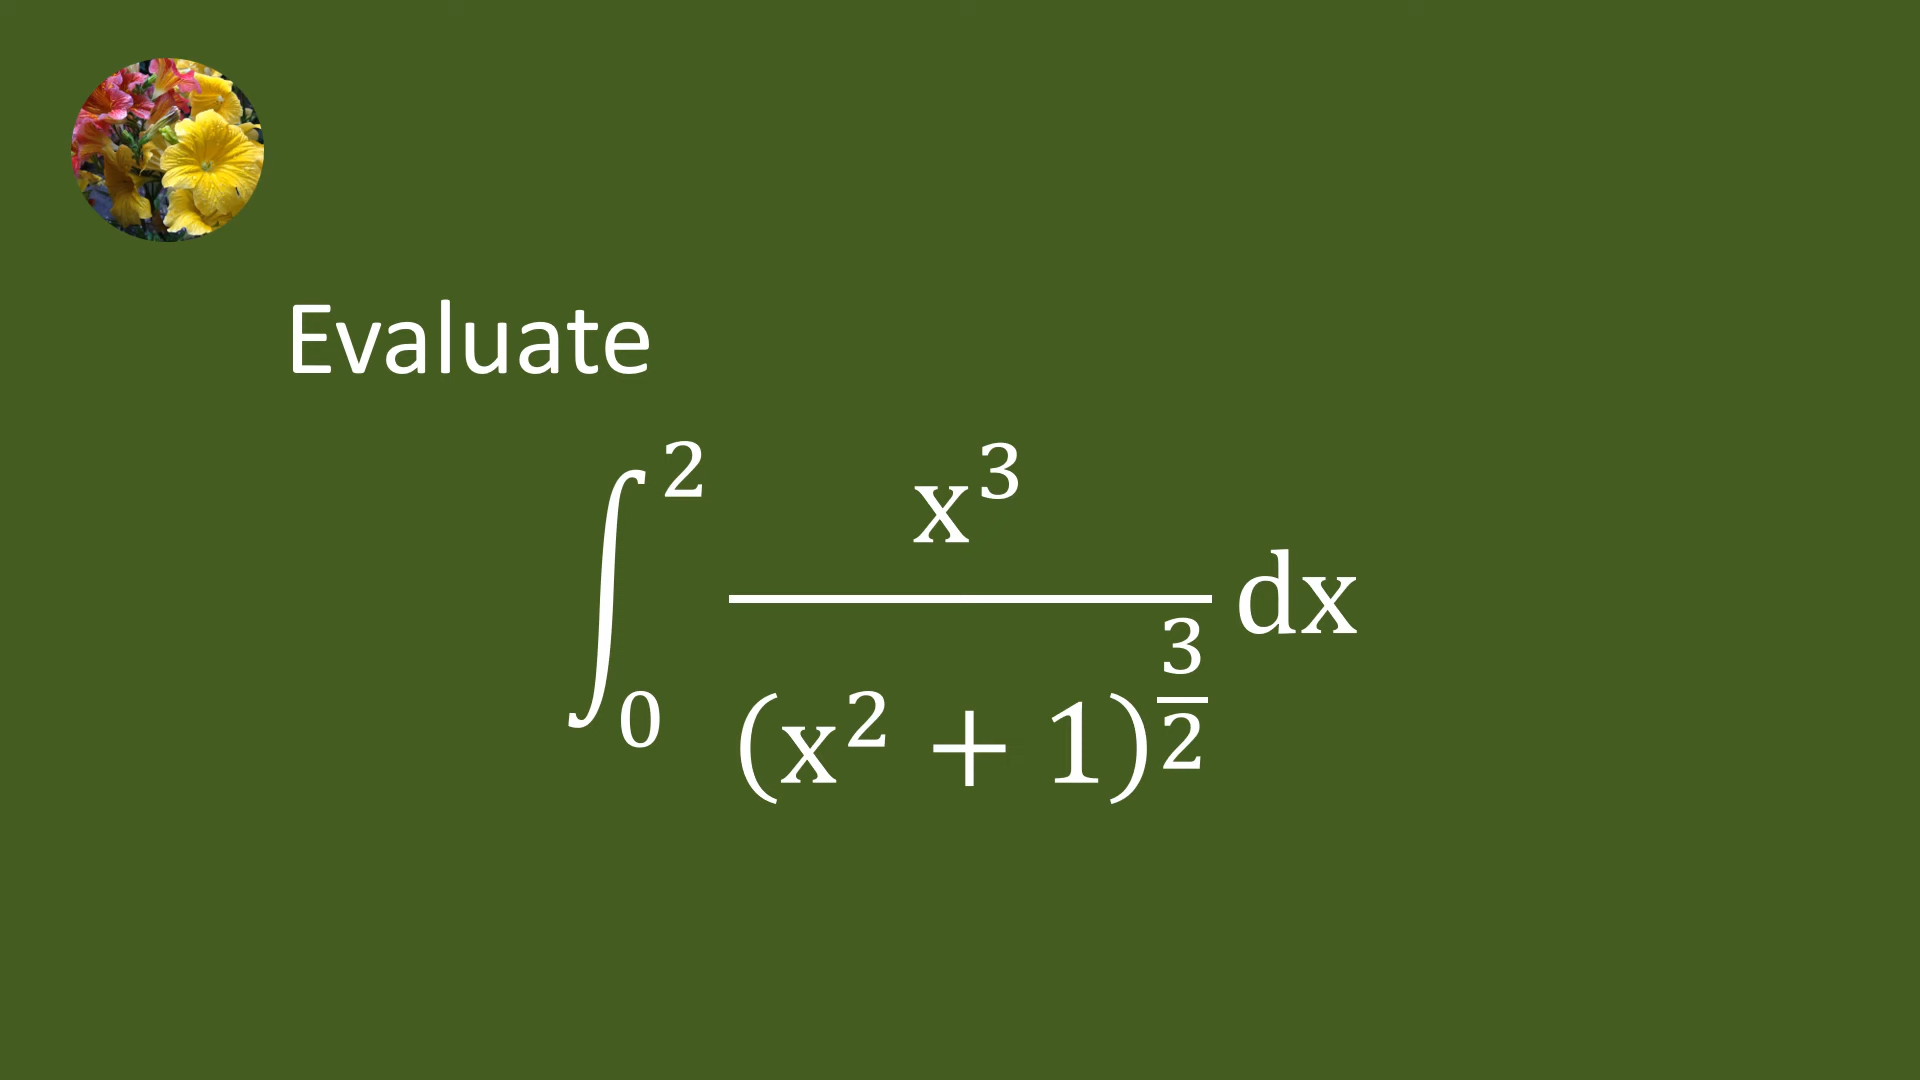 Evaluate
∫₀² x³/(x² + 1)^(3/2) dx